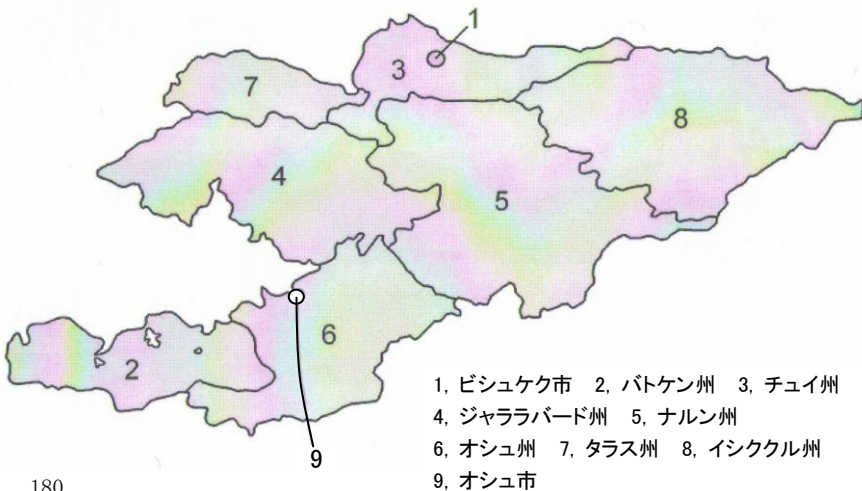 1
3
7
8
4
5
6
2
9
1, ビシュケク市 2, バトケン州 3, チュイ州
4, ジャララバード州 5, ナルン州
6, オシュ州 7, タラス州 8, イシククル州
9, オシュ市
180